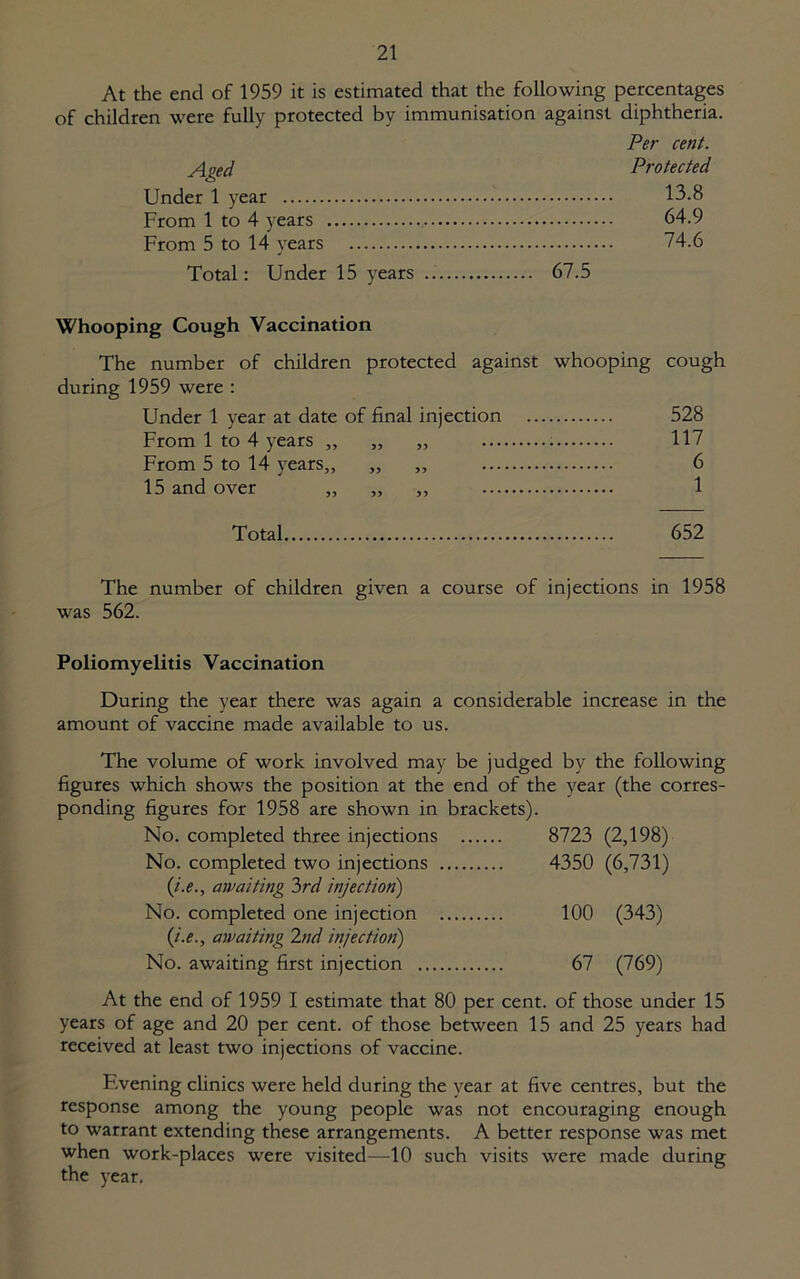 21
At the end of 1959 it is estimated that the following percentages
of children were fully protected by immunisation against diphtheria.
Per cent.
Aged Protected
Under 1 year .......... 13.8
From 1 to 4 years .......... 64.9
From 5 to 14 years .......... 74.6
Total: Under 15 years .......... 67.5
Whooping Cough Vaccination
The number of children protected against whooping cough
during 1959 were :
Under 1 year at date of final injection .......... 528
From 1 to 4 years ,, ,, ,, .......... 117
From 5 to 14 years,, ,, ,, .......... 6
15 and over ,, ,, ,, .......... 1
Total.......... 652
The number of children given a course of injections in 1958
was 562.
Poliomyelitis Vaccination
During the year there was again a considerable increase in the
amount of vaccine made available to us.
The volume of work involved may be judged by the following
figures which shows the position at the end of the year (the corres-
ponding figures for 1958 are shown in brackets).
No. completed three injections ...... 8723 (2,198)
No. completed two injections .......... 4350 (6,731)
(i.e., awaiting 3rd injection)
No. completed one injection .......... 100 (343)
(i.e., awaiting 2nd injection)
No. awaiting first injection ............ 67 (769)
At the end of 1959 I estimate that 80 per cent. of those under 15
years of age and 20 per cent. of those between 15 and 25 years had
received at least two injections of vaccine.
Evening clinics were held during the year at five centres, but the
response among the young people was not encouraging enough
to warrant extending these arrangements. A better response was met
when work-places were visited—10 such visits were made during
the year.